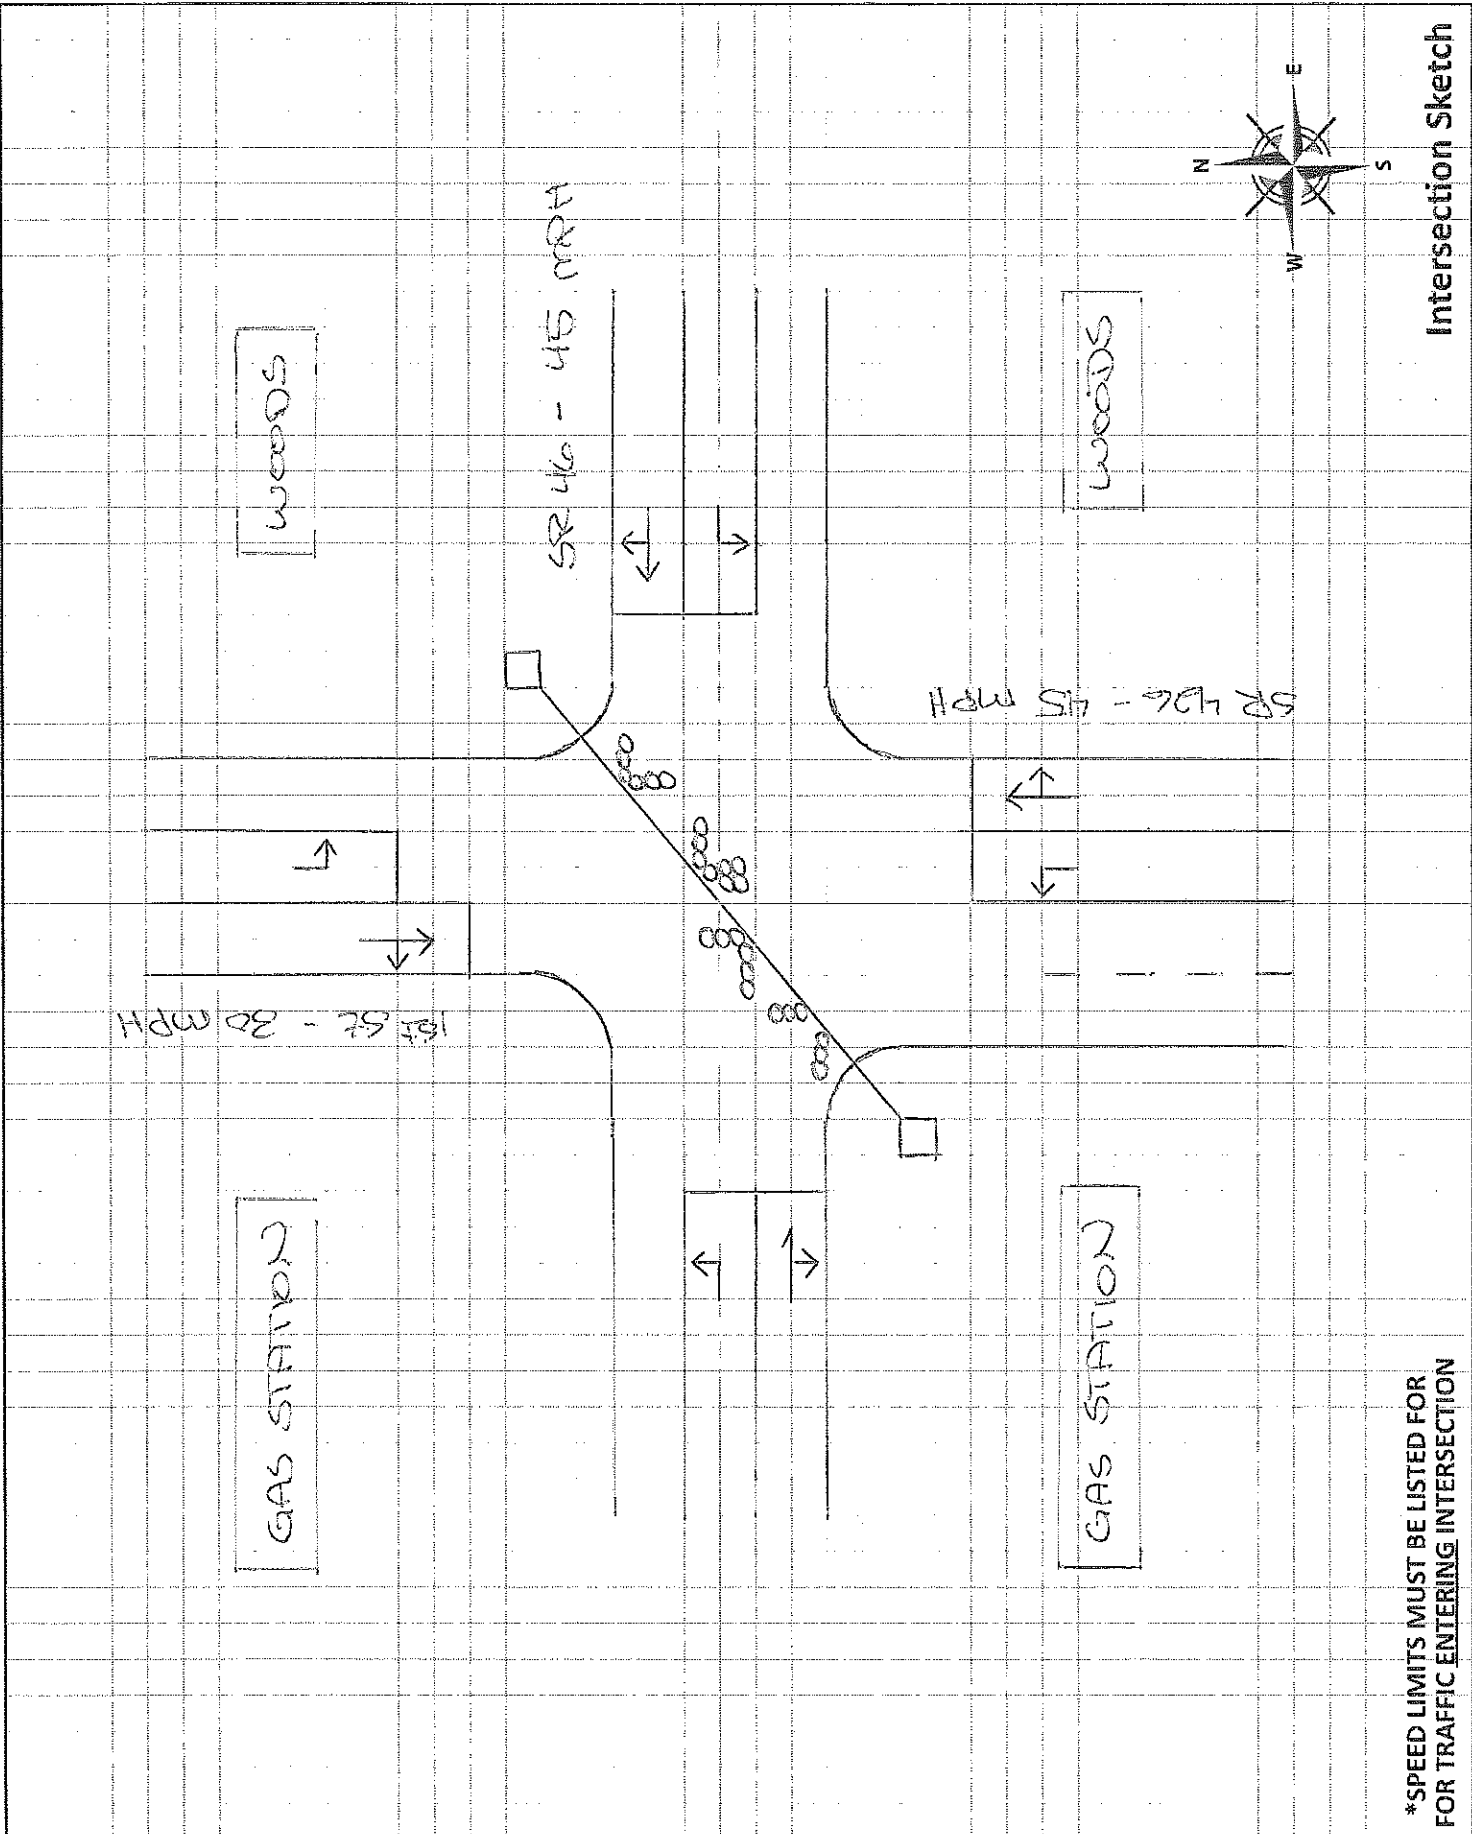 WOODS
SR 46 - 45 MPH
GAS STATION
1st St - 30 MPH
SR 426 - 45 MPH
WOODS
GAS STATION
N
E
S
W
*SPEED LIMITS MUST BE LISTED FOR
FOR TRAFFIC ENTERING INTERSECTION
Intersection Sketch